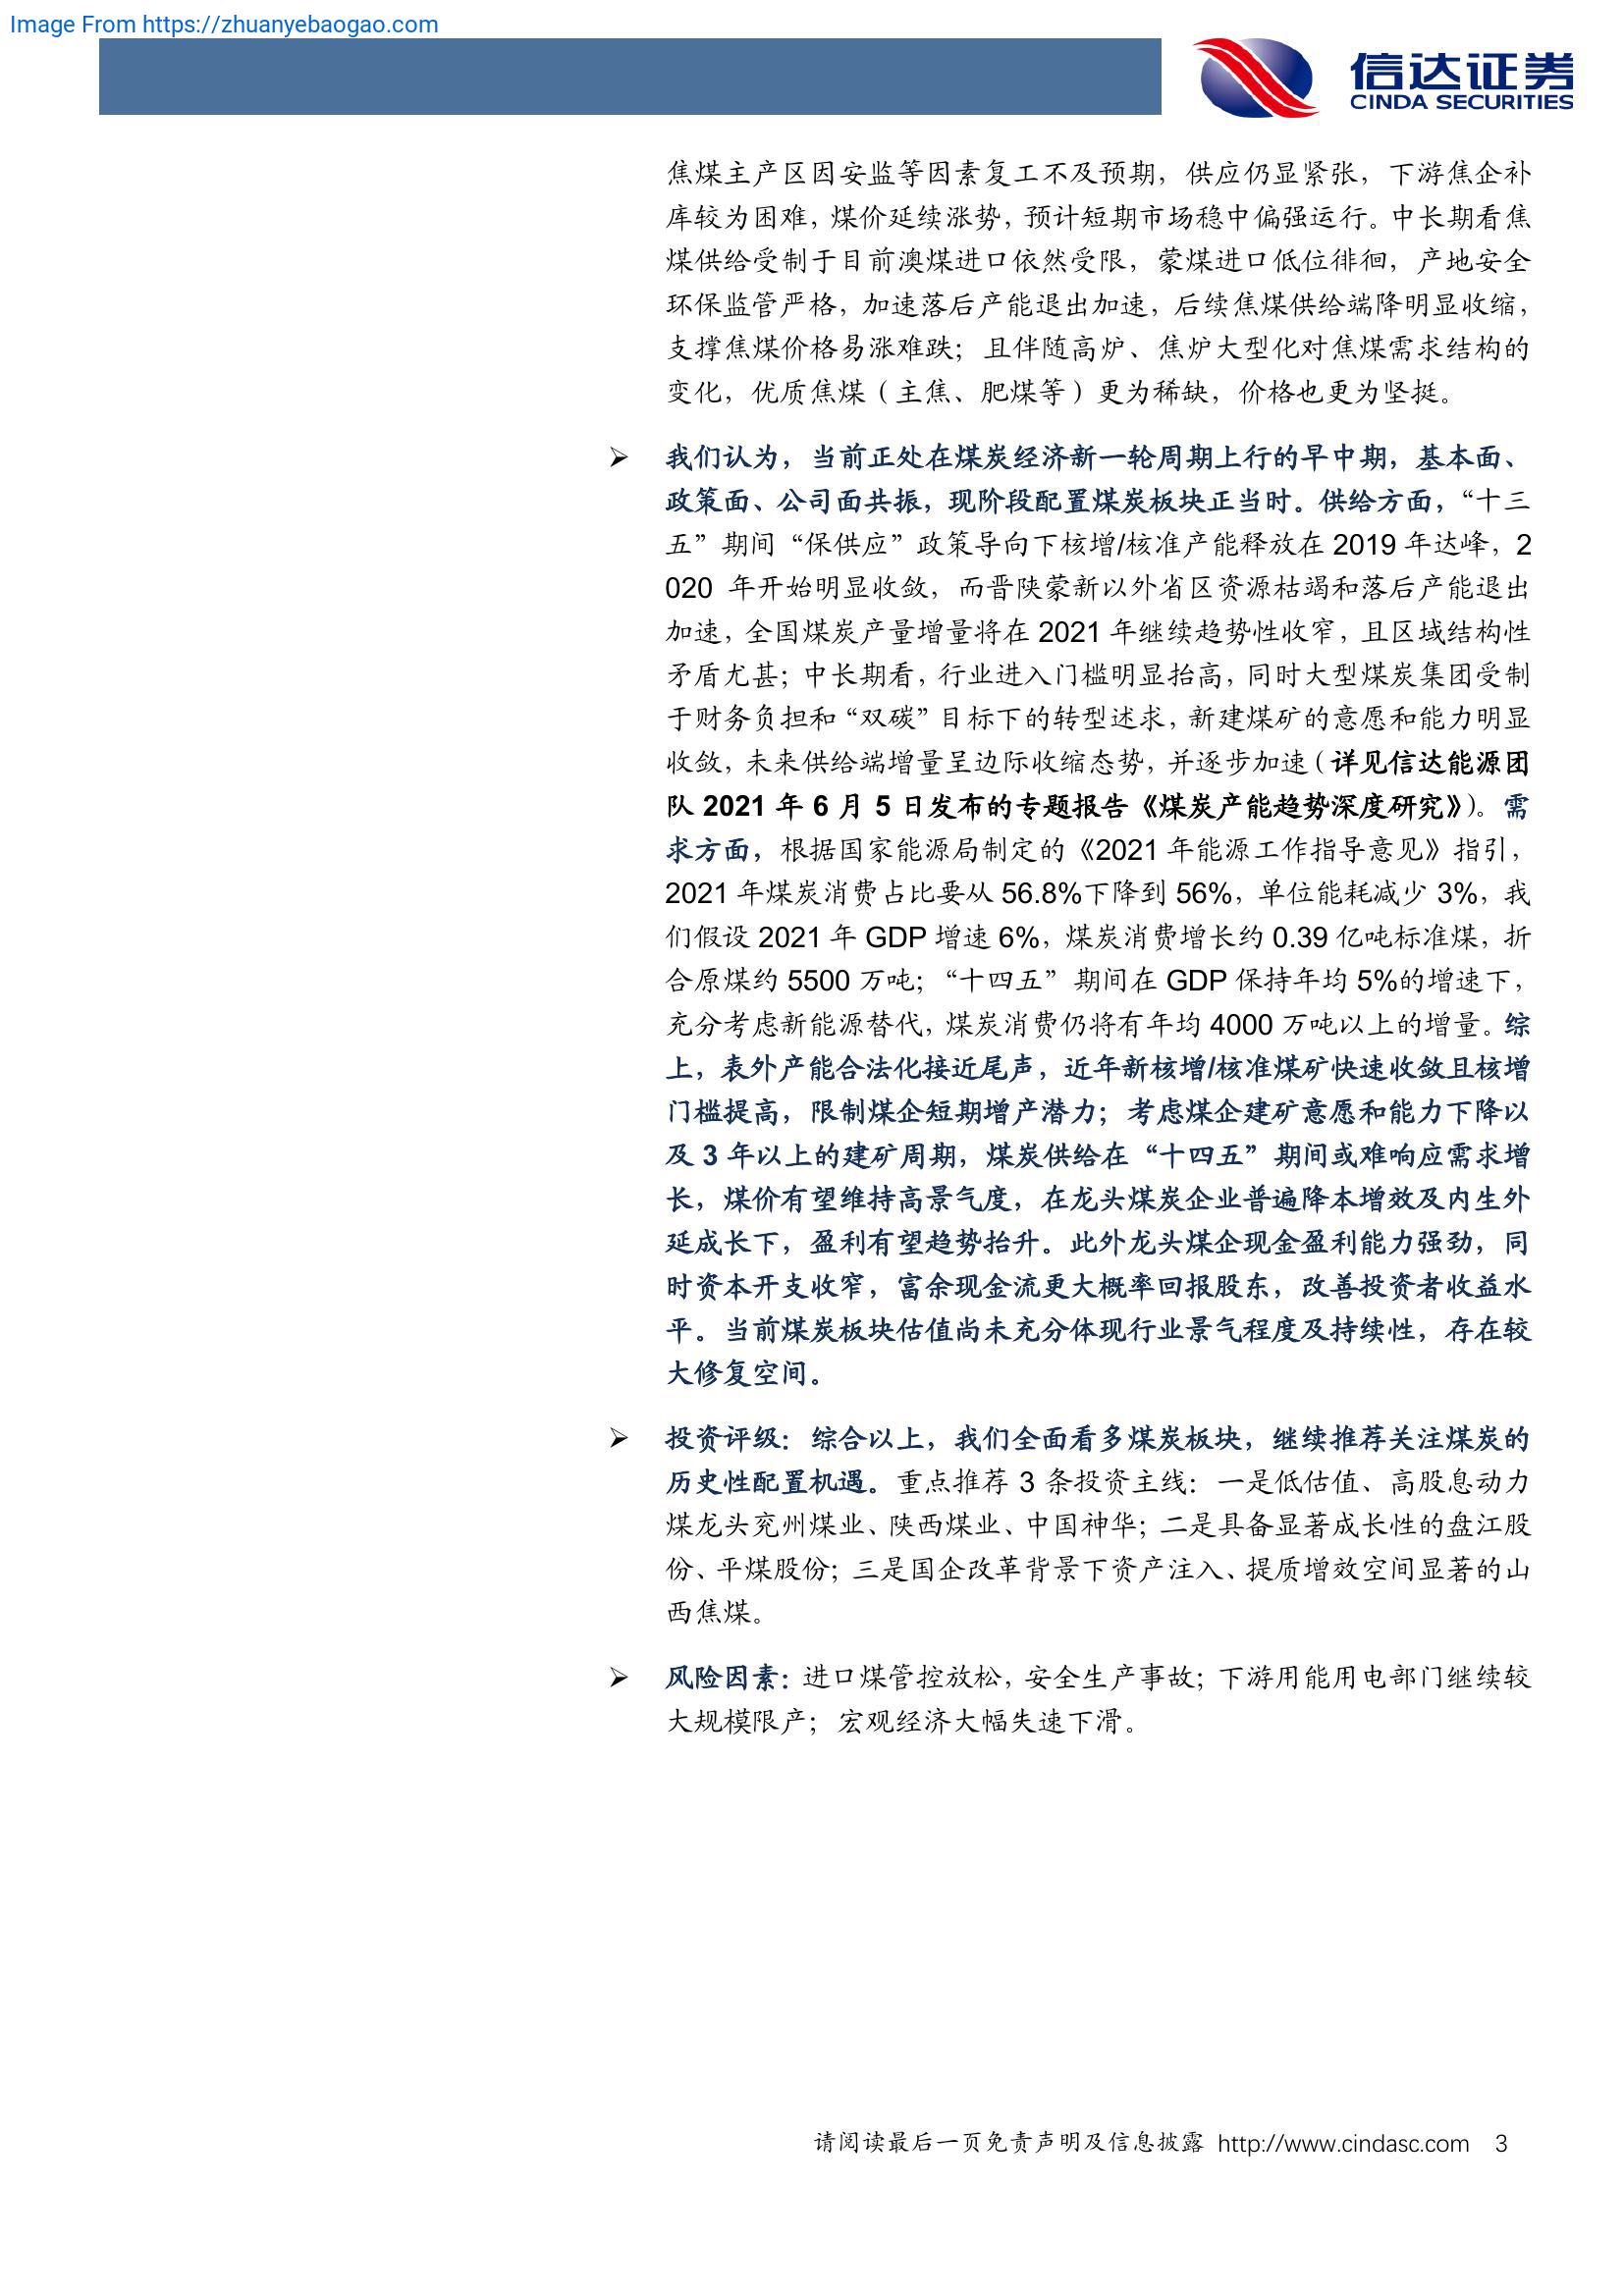 Image From https://zhuanyebaogao.com
信达证券
CINDA SECURITIES
焦煤主产区因安监等因素复工不及预期，供应仍显紧张，下游焦企补
库较为困难，煤价延续涨势，预计短期市场稳中偏强运行。中长期看焦
煤供给受制于目前澳煤进口依然受限，蒙煤进口低位徘徊，产地安全
环保监管严格，加速落后产能退出加速，后续焦煤供给端降明显收缩，
支撑焦煤价格易涨难跌；且伴随高炉、焦炉大型化对焦煤需求结构的
变化，优质焦煤（主焦、肥煤等）更为稀缺，价格也更为坚挺。
➢ 我们认为，当前正处在煤炭经济新一轮周期上行的早中期，基本面、
政策面、公司面共振，现阶段配置煤炭板块正当时。供给方面，“十三
五”期间“保供应”政策导向下核增/核准产能释放在 2019 年达峰，2
020 年开始明显收敛，而晋陕蒙新以外省区资源枯竭和落后产能退出
加速，全国煤炭产量增量将在 2021 年继续趋势性收窄，且区域结构性
矛盾尤甚；中长期看，行业进入门槛明显抬高，同时大型煤炭集团受制
于财务负担和“双碳”目标下的转型述求，新建煤矿的意愿和能力明显
收敛，未来供给端增量呈边际收缩态势，并逐步加速（详见信达能源团
队 2021 年 6 月 5 日发布的专题报告《煤炭产能趋势深度研究》）。需
求方面，根据国家能源局制定的《2021 年能源工作指导意见》指引，
2021 年煤炭消费占比要从 56.8%下降到 56%，单位能耗减少 3%，我
们假设 2021 年 GDP 增速 6%，煤炭消费增长约 0.39 亿吨标准煤，折
合原煤约 5500 万吨；“十四五”期间在 GDP 保持年均 5%的增速下，
充分考虑新能源替代，煤炭消费仍将有年均 4000 万吨以上的增量。综
上，表外产能合法化接近尾声，近年新核增/核准煤矿快速收敛且核增
门槛提高，限制煤企短期增产潜力；考虑煤企建矿意愿和能力下降以
及 3 年以上的建矿周期，煤炭供给在“十四五”期间或难响应需求增
长，煤价有望维持高景气度，在龙头煤炭企业普遍降本增效及内生外
延成长下，盈利有望趋势抬升。此外龙头煤企现金盈利能力强劲，同
时资本开支收窄，富余现金流更大概率回报股东，改善投资者收益水
平。当前煤炭板块估值尚未充分体现行业景气程度及持续性，存在较
大修复空间。
➢ 投资评级：综合以上，我们全面看多煤炭板块，继续推荐关注煤炭的
历史性配置机遇。重点推荐 3 条投资主线：一是低估值、高股息动力
煤龙头兖州煤业、陕西煤业、中国神华；二是具备显著成长性的盘江股
份、平煤股份；三是国企改革背景下资产注入、提质增效空间显著的山
西焦煤。
➢ 风险因素：进口煤管控放松，安全生产事故；下游用能用电部门继续较
大规模限产；宏观经济大幅失速下滑。
请阅读最后一页免责声明及信息披露 http://www.cindasc.com 3